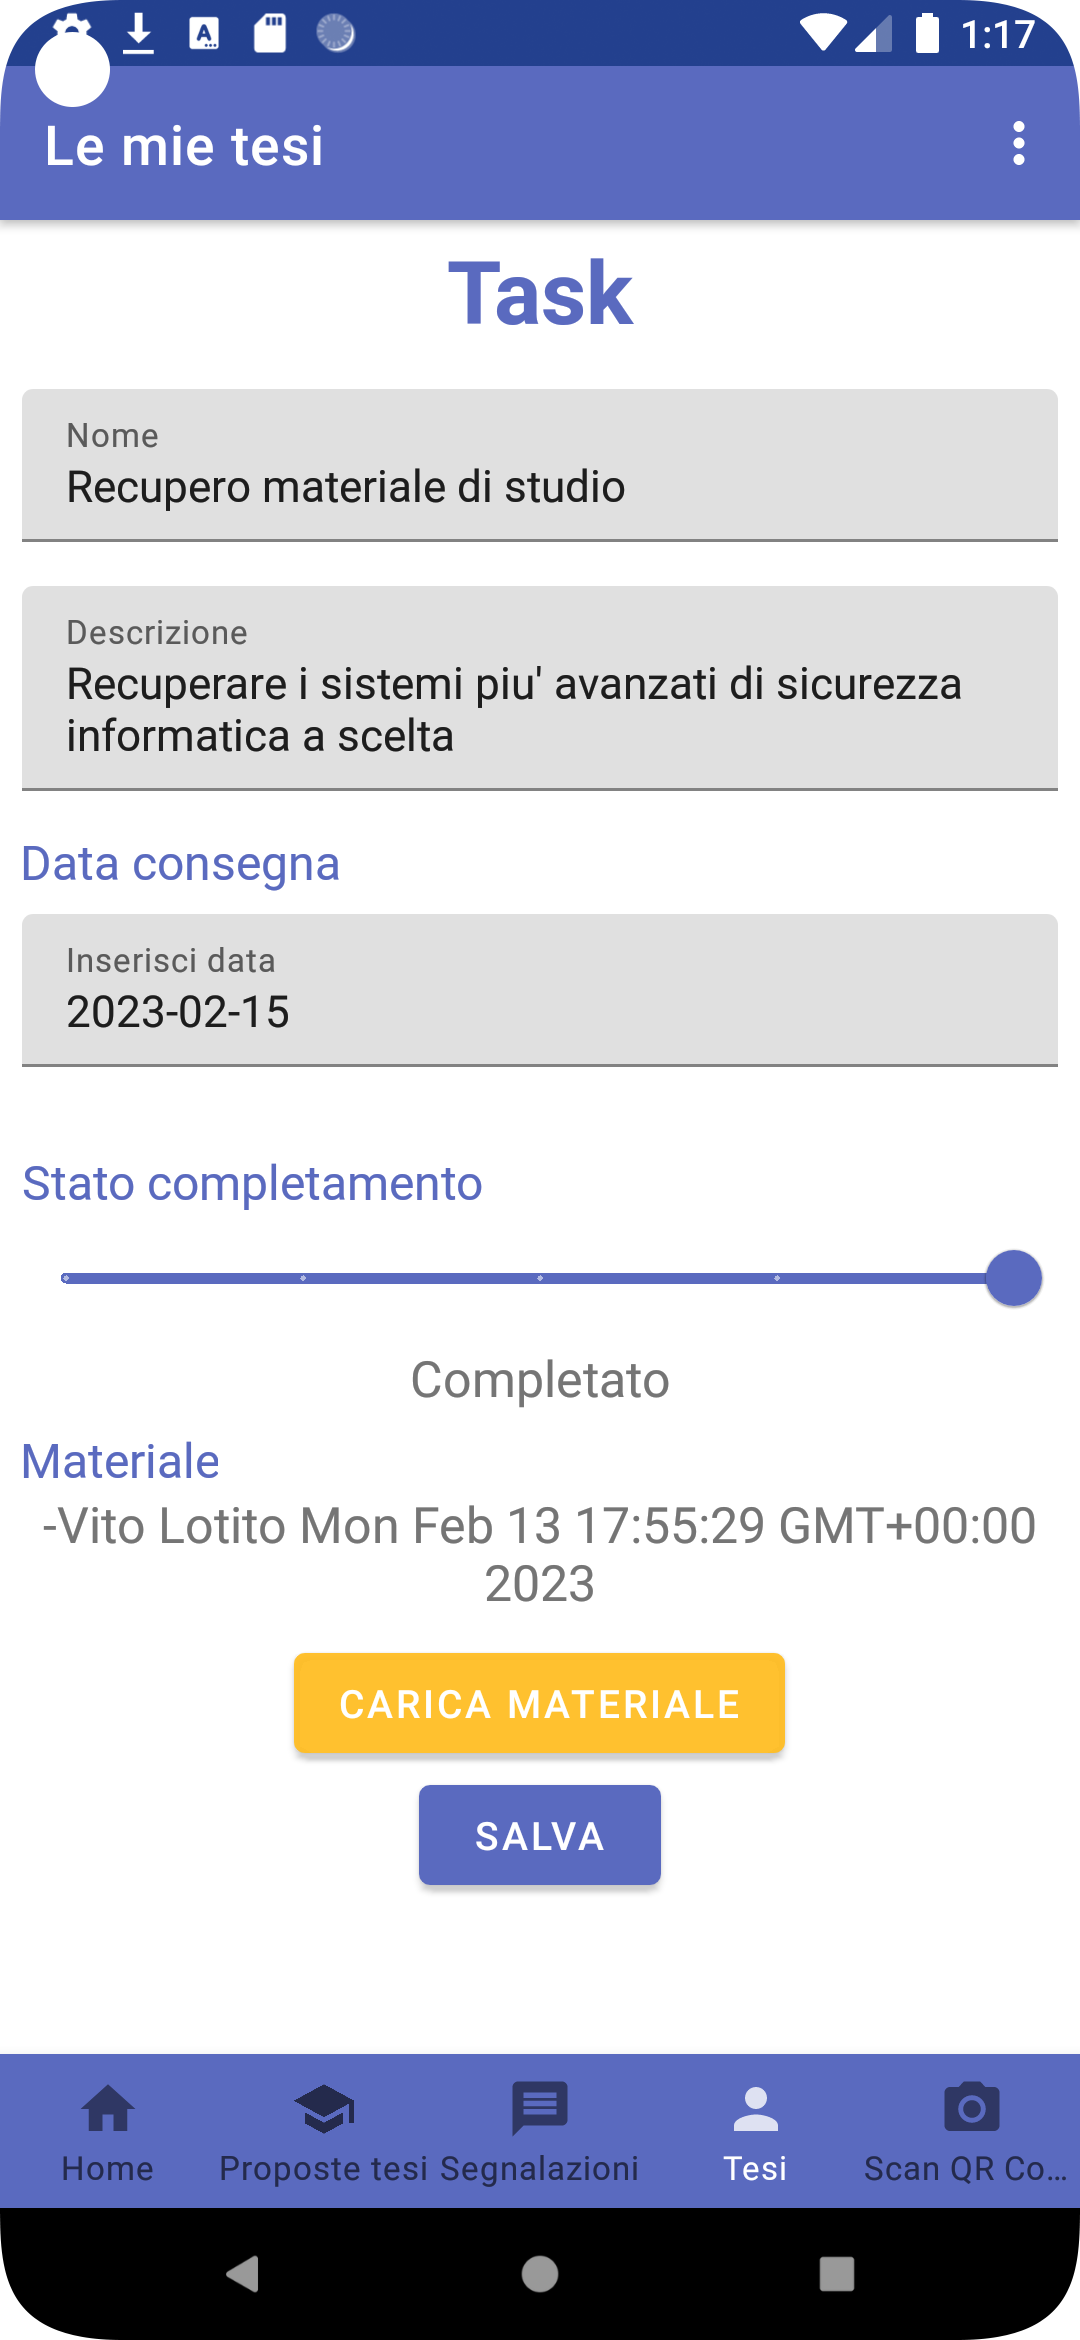 1:17
Le mie tesi
Task
Nome
Recupero materiale di studio
Descrizione
Recuperare i sistemi piu' avanzati di sicurezza
informatica a scelta
Data consegna
Inserisci data
2023-02-15
Stato completamento
Completato
Materiale
-Vito Lotito Mon Feb 13 17:55:29 GMT+00:00
2023
CARICA MATERIALE
SALVA
Home Proposte tesi Segnalazioni Tesi Scan QR Co...